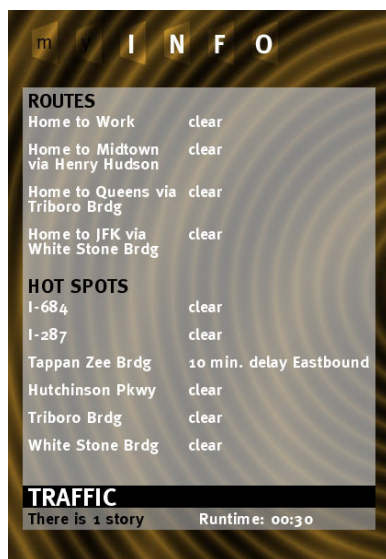 my INFO
ROUTES
Home to Work clear
Home to Midtown clear
via Henry Hudson
Home to Queens via clear
Triboro Brdg
Home to JFK via clear
White Stone Brdg
HOT SPOTS
I-684 clear
I-287 clear
Tappan Zee Brdg 10 min. delay Eastbound
Hutchinson Pkwy clear
Triboro Brdg clear
White Stone Brdg clear
TRAFFIC
There is 1 story Runtime: 00:30